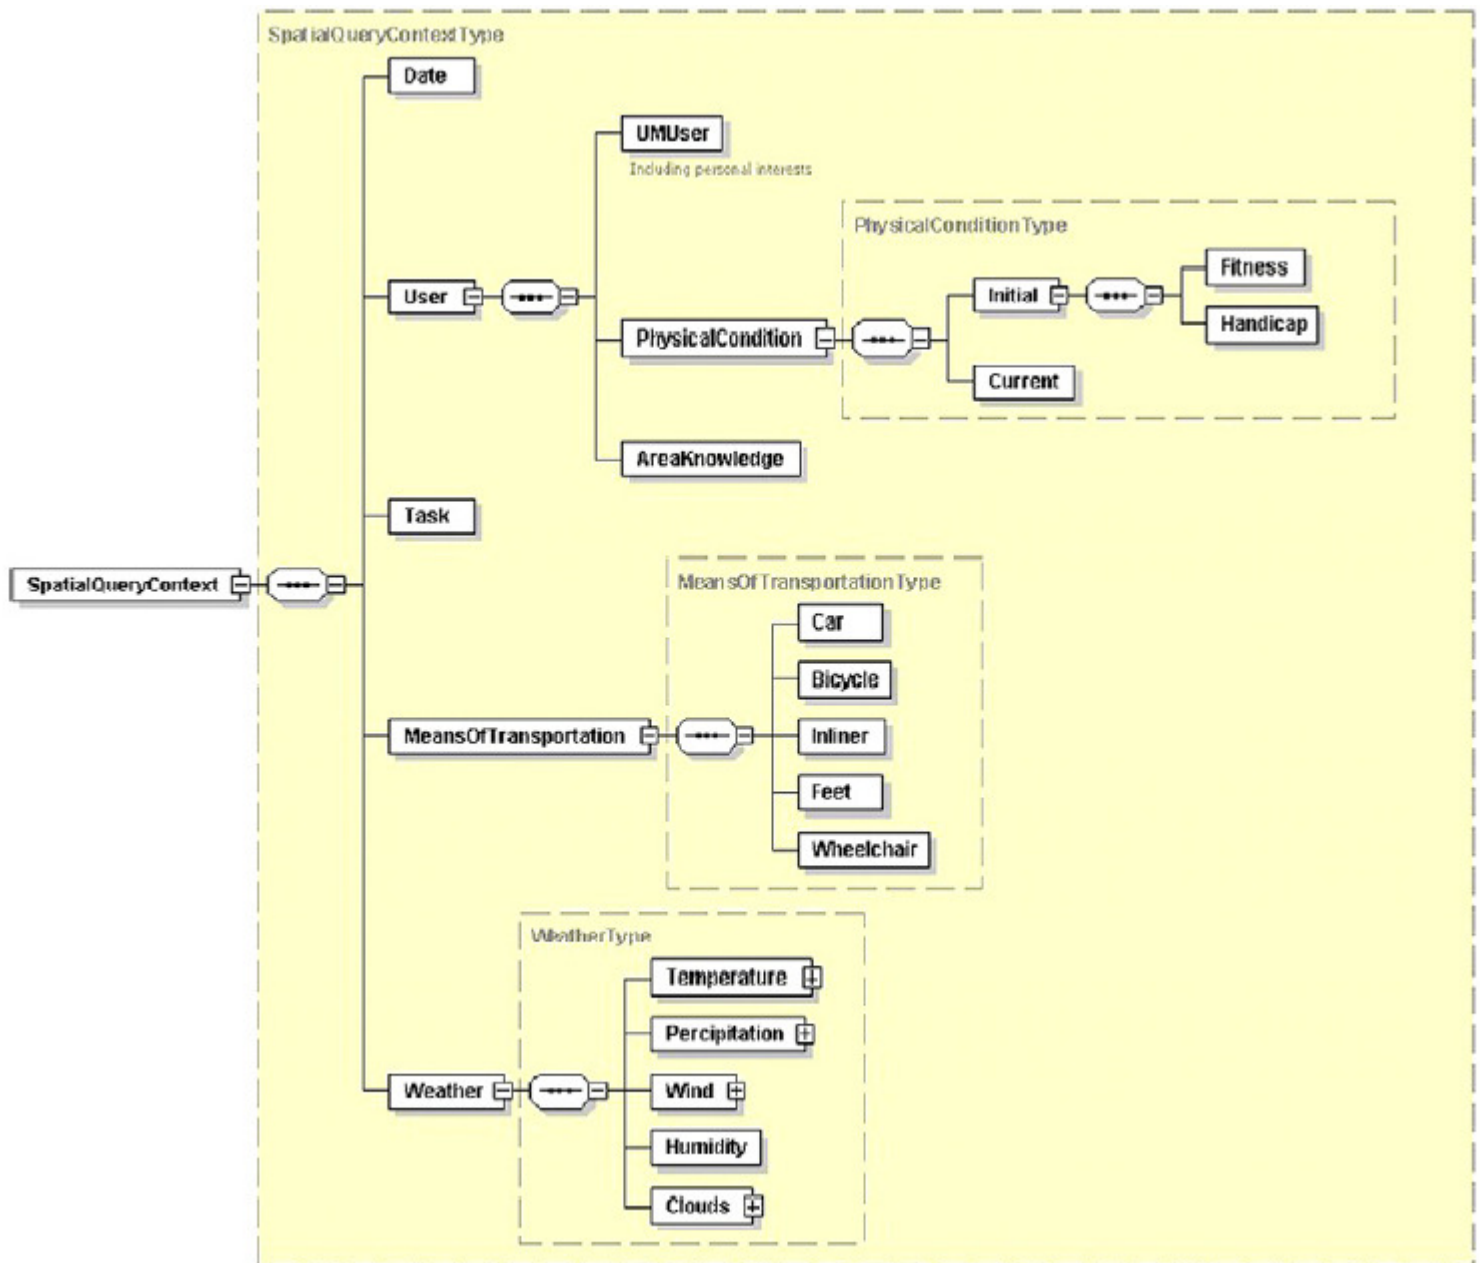 SpatialQueryContextType
Date
UMUser
Including personal interests
PhysicalConditionType
Fitness
User
Initial
Handicap
PhysicalCondition
Current
AreaKnowledge
Task
MeansOfTransportationType
SpatialQueryContext
Car
Bicycle
MeansOfTransportation
Inliner
Feet
Wheelchair
WeatherType
Temperature
Percipitation
Weather
Wind
Humidity
Clouds